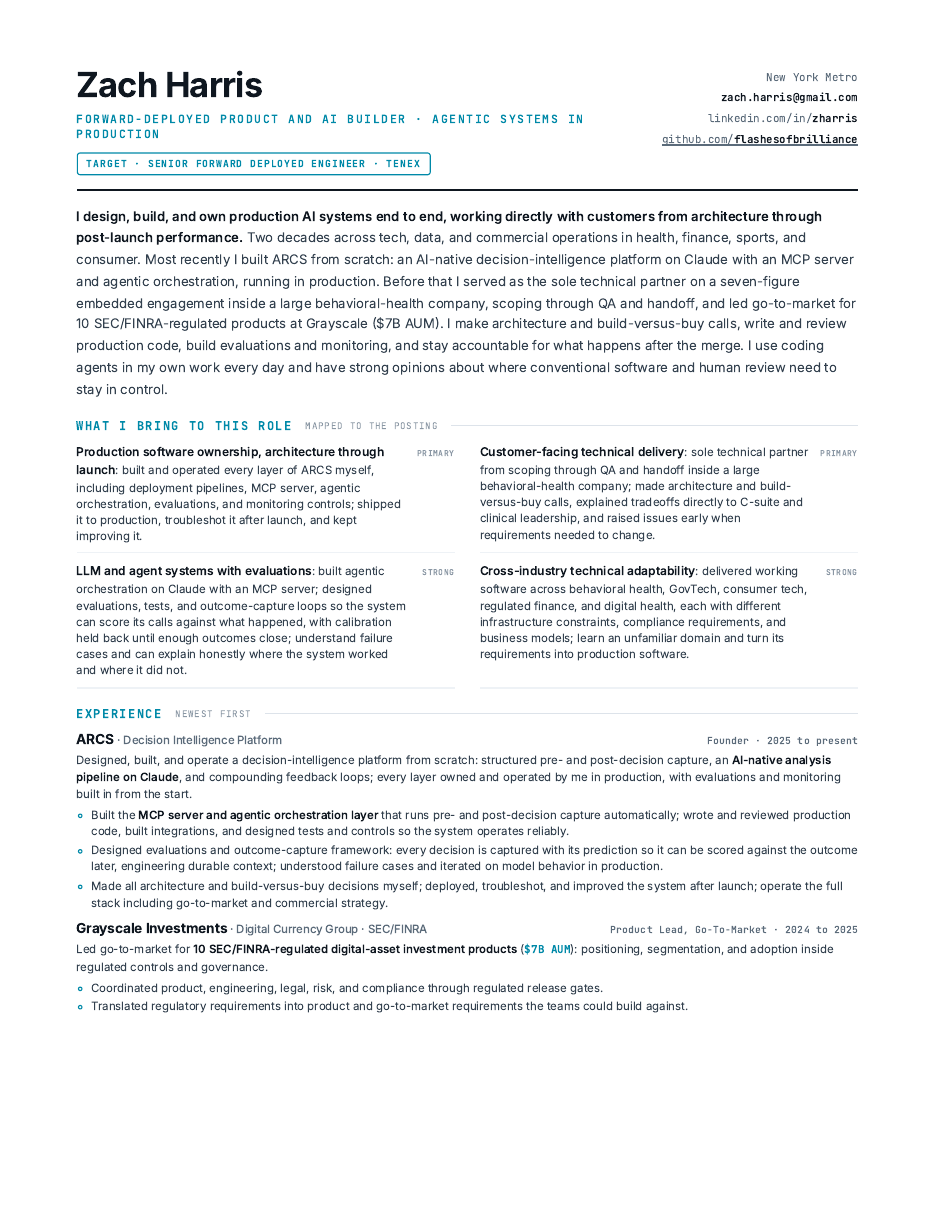 Zach Harris
New York Metro
zach.harris@gmail.com
linkedin.com/in/zharris
github.com/flashesofbrilliance
FORWARD-DEPLOYED PRODUCT AND AI BUILDER · AGENTIC SYSTEMS IN
PRODUCTION
TARGET · SENIOR FORWARD DEPLOYED ENGINEER · TENEX
I design, build, and own production AI systems end to end, working directly with customers from architecture through
post-launch performance. Two decades across tech, data, and commercial operations in health, finance, sports, and
consumer. Most recently I built ARCS from scratch: an AI-native decision-intelligence platform on Claude with an MCP server
and agentic orchestration, running in production. Before that I served as the sole technical partner on a seven-figure
embedded engagement inside a large behavioral-health company, scoping through QA and handoff, and led go-to-market for
10 SEC/FINRA-regulated products at Grayscale ($7B AUM). I make architecture and build-versus-buy calls, write and review
production code, build evaluations and monitoring, and stay accountable for what happens after the merge. I use coding
agents in my own work every day and have strong opinions about where conventional software and human review need to
stay in control.
WHAT I BRING TO THIS ROLE MAPPED TO THE POSTING
Production software ownership, architecture through PRIMARY
launch: built and operated every layer of ARCS myself,
including deployment pipelines, MCP server, agentic
orchestration, evaluations, and monitoring controls; shipped
it to production, troubleshot it after launch, and kept
improving it.
Customer-facing technical delivery: sole technical partner PRIMARY
from scoping through QA and handoff inside a large
behavioral-health company; made architecture and build-
versus-buy calls, explained tradeoffs directly to C-suite and
clinical leadership, and raised issues early when
requirements needed to change.
LLM and agent systems with evaluations: built agentic STRONG
orchestration on Claude with an MCP server; designed
evaluations, tests, and outcome-capture loops so the system
can score its calls against what happened, with calibration
held back until enough outcomes close; understand failure
cases and can explain honestly where the system worked
and where it did not.
Cross-industry technical adaptability: delivered working STRONG
software across behavioral health, GovTech, consumer tech,
regulated finance, and digital health, each with different
infrastructure constraints, compliance requirements, and
business models; learn an unfamiliar domain and turn its
requirements into production software.
EXPERIENCE NEWEST FIRST
ARCS · Decision Intelligence Platform Founder · 2025 to present
Designed, built, and operate a decision-intelligence platform from scratch: structured pre- and post-decision capture, an AI-native analysis
pipeline on Claude, and compounding feedback loops; every layer owned and operated by me in production, with evaluations and monitoring
built in from the start.
Built the MCP server and agentic orchestration layer that runs pre- and post-decision capture automatically; wrote and reviewed production
code, built integrations, and designed tests and controls so the system operates reliably.
Designed evaluations and outcome-capture framework: every decision is captured with its prediction so it can be scored against the outcome
later, engineering durable context; understood failure cases and iterated on model behavior in production.
Made all architecture and build-versus-buy decisions myself; deployed, troubleshot, and improved the system after launch; operate the full
stack including go-to-market and commercial strategy.
Grayscale Investments · Digital Currency Group · SEC/FINRA Product Lead, Go-To-Market · 2024 to 2025
Led go-to-market for 10 SEC/FINRA-regulated digital-asset investment products ($7B AUM): positioning, segmentation, and adoption inside
regulated controls and governance.
Coordinated product, engineering, legal, risk, and compliance through regulated release gates.
Translated regulatory requirements into product and go-to-market requirements the teams could build against.